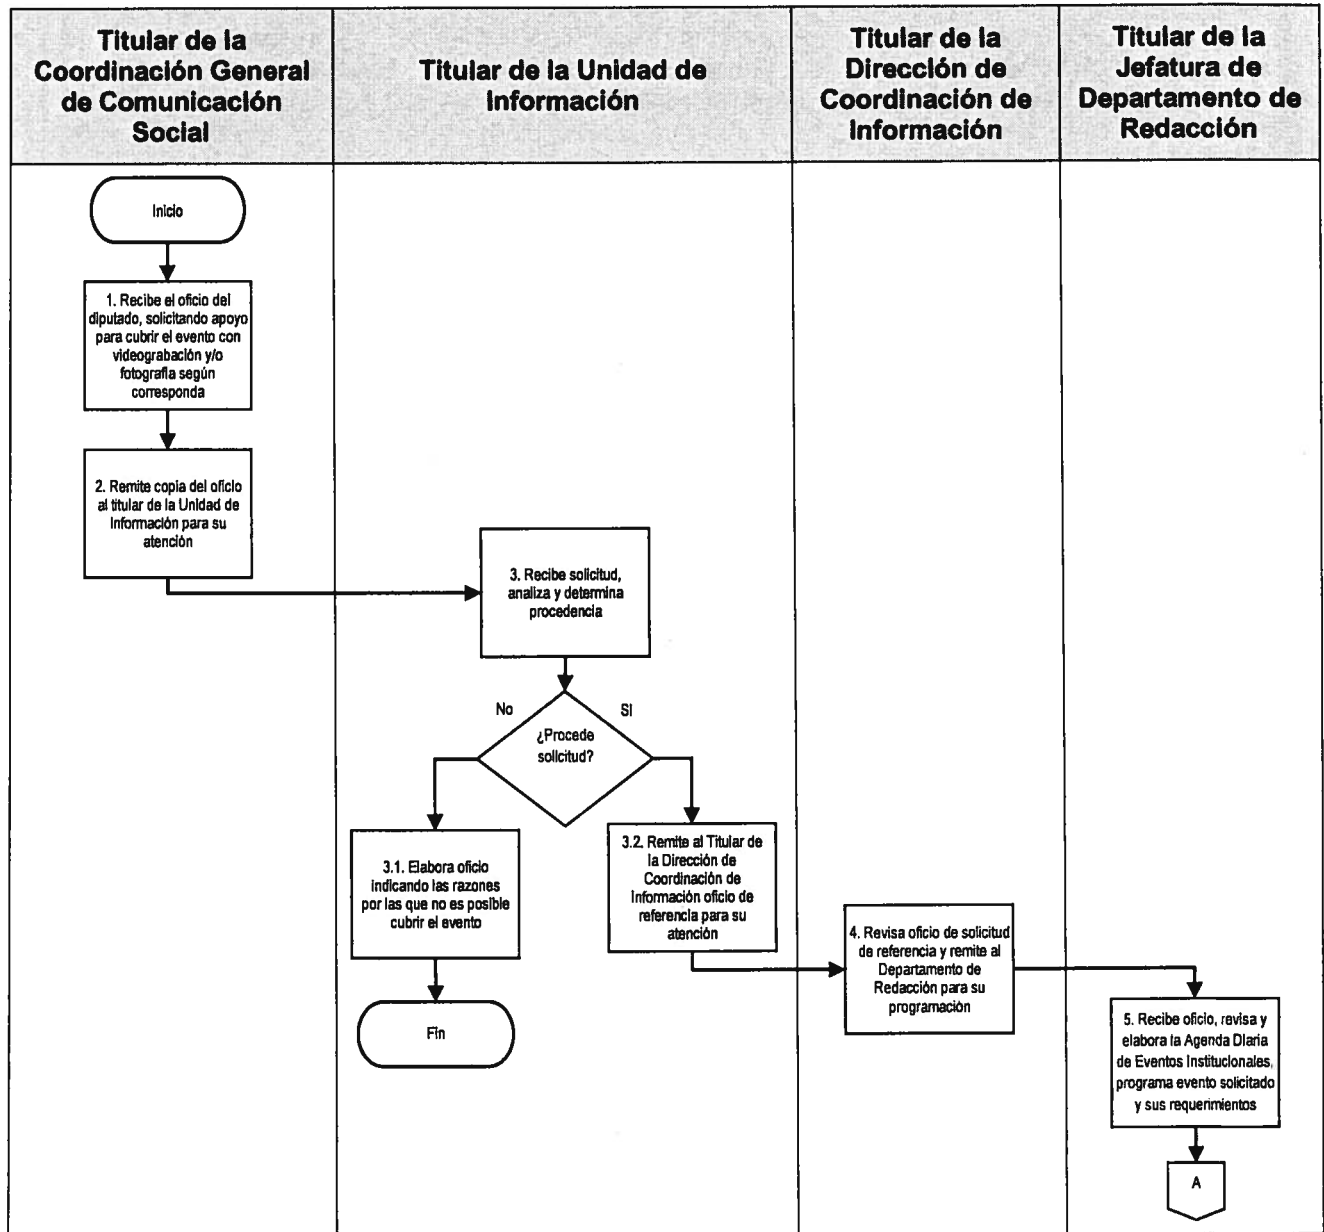 Titular de la
Coordinación General
de Comunicación
Social
Titular de la Unidad de
Información
Titular de la
Dirección de
Coordinación de
Información
Titular de la
Jefatura de
Departamento de
Redacción
Inicio
1. Recibe el oficio del
diputado, solicitando apoyo
para cubrir el evento con
videograbación y/o
fotografía según
corresponda
2. Remite copia del oficio
al titular de la Unidad de
Información para su
atención
3. Recibe solicitud,
analiza y determina
procedencia
No
Si
¿Procede
solicitud?
3.1. Elabora oficio
indicando las razones
por las que no es posible
cubrir el evento
3.2. Remite al Titular de
la Dirección de
Coordinación de
Información oficio de
referencia para su
atención
Fin
4. Revisa oficio de solicitud
de referencia y remite al
Departamento de
Redacción para su
programación
5. Recibe oficio, revisa y
elabora la Agenda Diaria
de Eventos Institucionales,
programa evento solicitado
y sus requerimientos
A